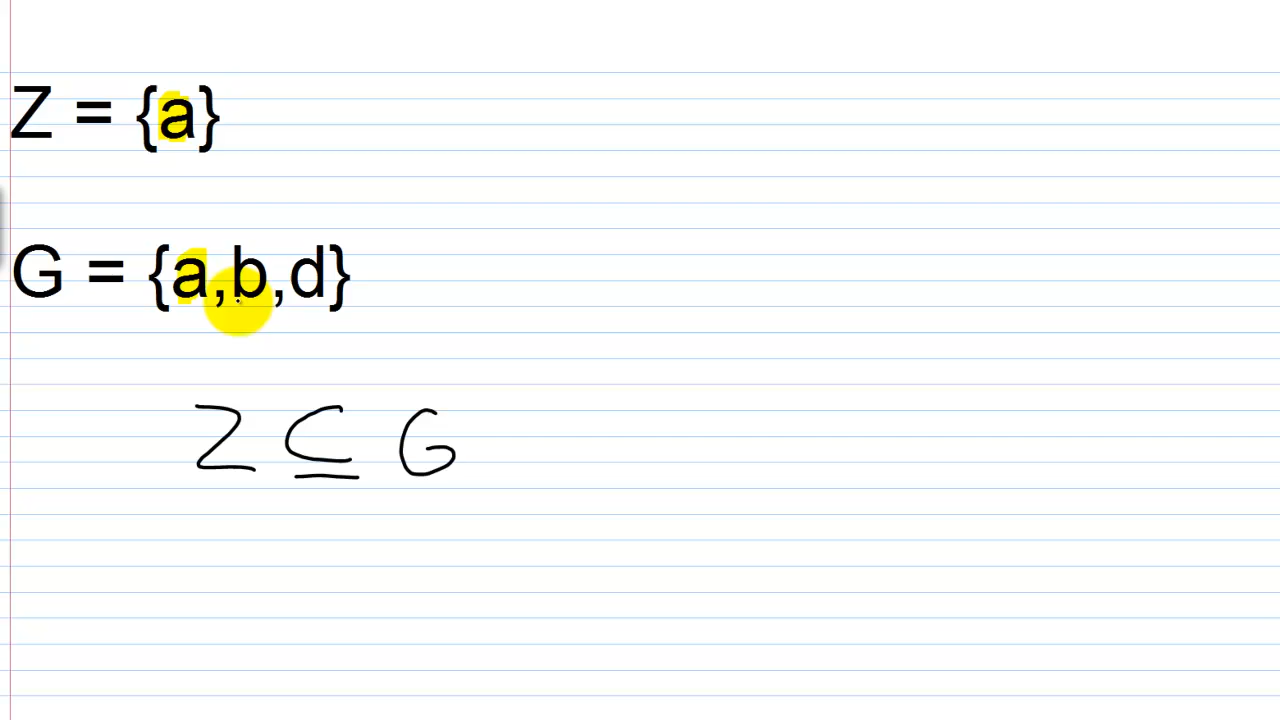 Z = {a}
G = {a,b,d}
Z ⊆ G